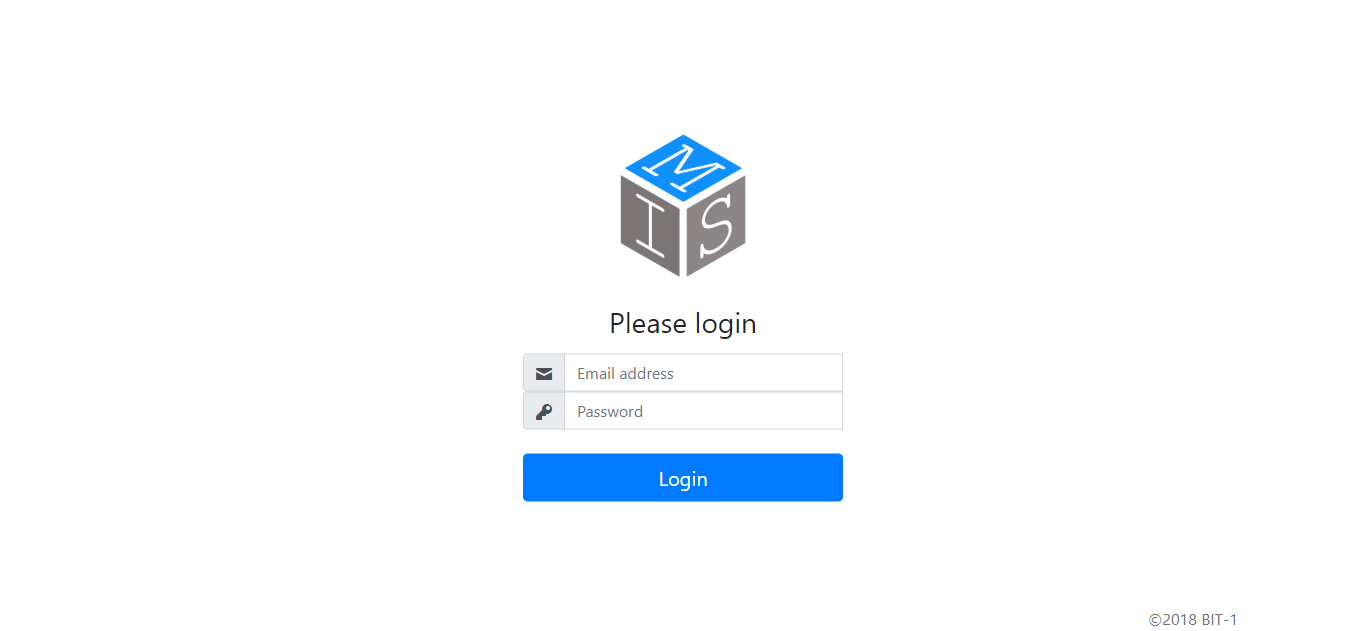 M
I S
Please login
Email address
Password
Login
©2018 BIT-1